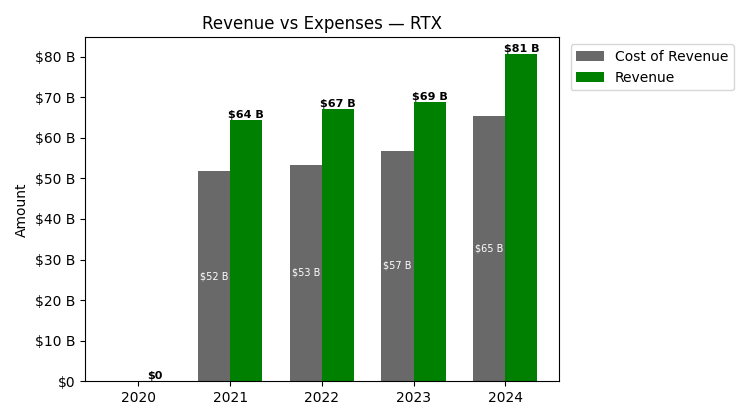 Revenue vs Expenses — RTX
Cost of Revenue
Revenue
Amount
$80 B
$70 B
$60 B
$50 B
$40 B
$30 B
$20 B
$10 B
$0
$0
$52 B
$64 B
$53 B
$67 B
$57 B
$69 B
$65 B
$81 B
2020 2021 2022 2023 2024